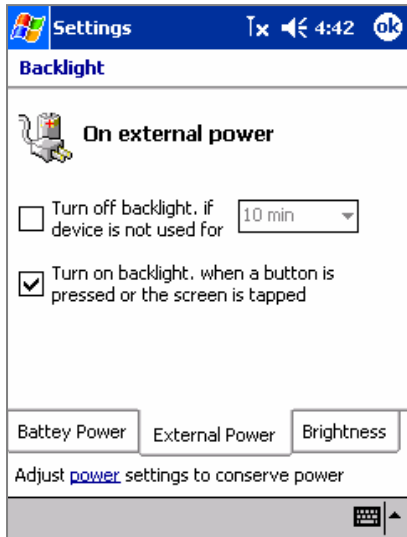 Settings 4:42 ok
Backlight
On external power
Turn off backlight. if
device is not used for 10 min
Turn on backlight. when a button is
pressed or the screen is tapped
Battey Power External Power Brightness
Adjust power settings to conserve power